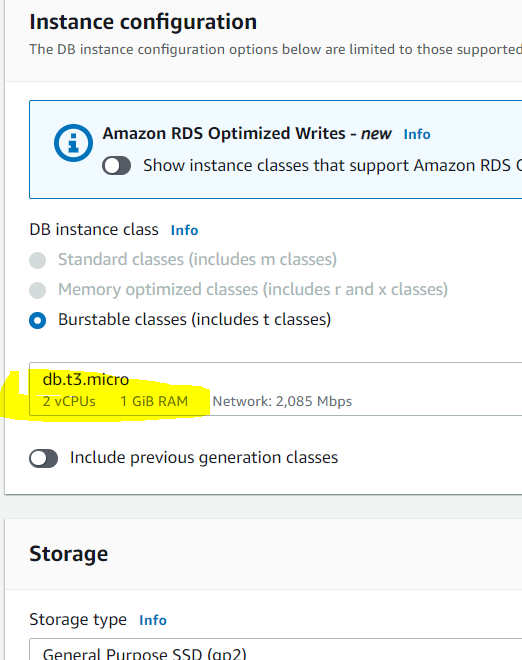 Instance configuration
The DB instance configuration options below are limited to those supported
Amazon RDS Optimized Writes - new Info
Show instance classes that support Amazon RDS
DB instance class Info
Standard classes (includes m classes)
Memory optimized classes (includes r and x classes)
Burstable classes (includes t classes)
db.t3.micro
2 vCPUs 1 GiB RAM Network: 2,085 Mbps
Include previous generation classes
Storage
Storage type Info
General Purpose SSD (gp2)